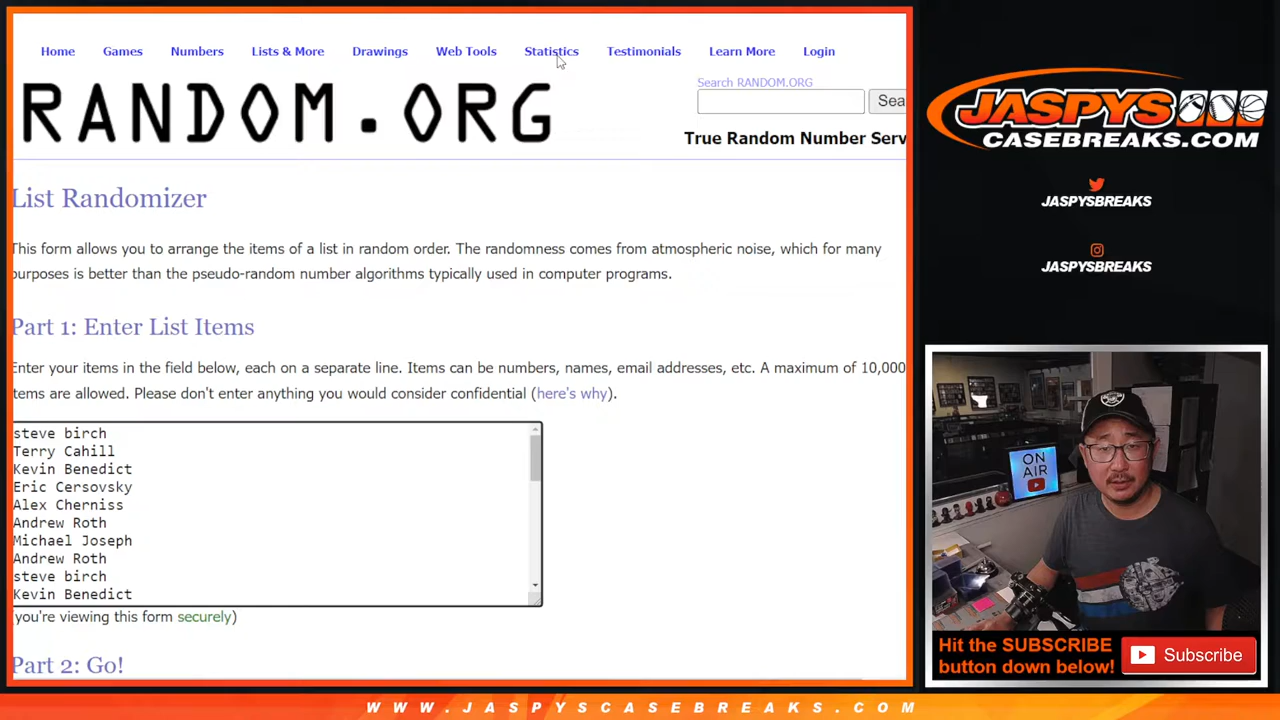 Home Games Numbers Lists & More Drawings Web Tools Statistics Testimonials Learn More Login
RANDOM.ORG
Search RANDOM.ORG
Sea
True Random Number Serv
List Randomizer
This form allows you to arrange the items of a list in random order. The randomness comes from atmospheric noise, which for many
purposes is better than the pseudo-random number algorithms typically used in computer programs.
Part 1: Enter List Items
Enter your items in the field below, each on a separate line. Items can be numbers, names, email addresses, etc. A maximum of 10,000
items are allowed. Please don't enter anything you would consider confidential (here's why).
steve birch
Terry Cahill
Kevin Benedict
Eric Cersovsky
Alex Cherniss
Andrew Roth
Michael Joseph
Andrew Roth
steve birch
Kevin Benedict
(you're viewing this form securely)
Part 2: Go!
JASPYS
CASEBREAKS.COM
JASPYSBREAKS
JASPYSBREAKS
ON
AIR
Hit the SUBSCRIBE
button down below!
Subscribe
WWW.JASPYSCASEBREAKS.COM